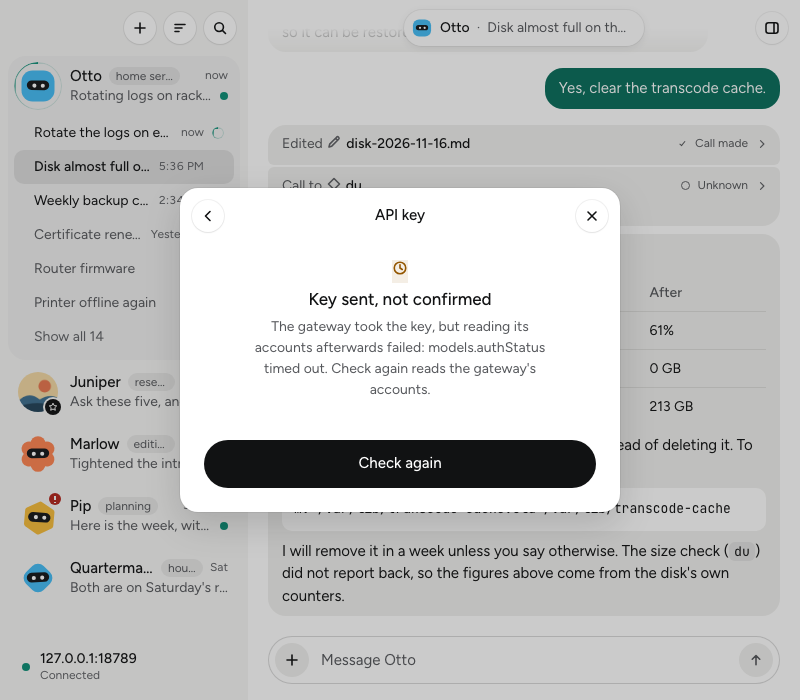 Otto
home ser...
now
Rotating logs on rack...
Rotate the logs on e...
now
Disk almost full o...
5:36 PM
Weekly backup c...
Certificate rene...
Router firmware
Printer offline again
Show all 14
Juniper
rese...
Ask these five, an
Marlow
editi...
Tightened the intr
Pip
planning
Here is the week, wit...
Quarterma...
hou...
Sat
Both are on Saturday's r...
127.0.0.1:18789
Connected
Otto · Disk almost full on th...
Yes, clear the transcode cache.
Edited disk-2026-11-16.md
Call made
Call to du
Unknown
After
61%
0 GB
213 GB
ead of deleting it. To
transcode-cache
I will remove it in a week unless you say otherwise. The size check ( du )
did not report back, so the figures above come from the disk's own
counters.
Message Otto
API key
Key sent, not confirmed
The gateway took the key, but reading its
accounts afterwards failed: models.authStatus
timed out. Check again reads the gateway's
accounts.
Check again